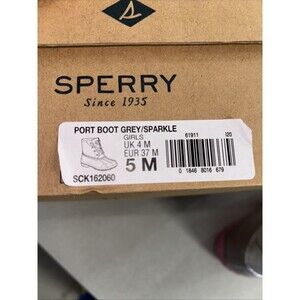 SPERRY
Since 1935
PORT BOOT GREY/SPARKLE
GIRLS
UK 4 M
EUR 37 M
5 M
SCK162060
61911 I20
0 1846 8016 679